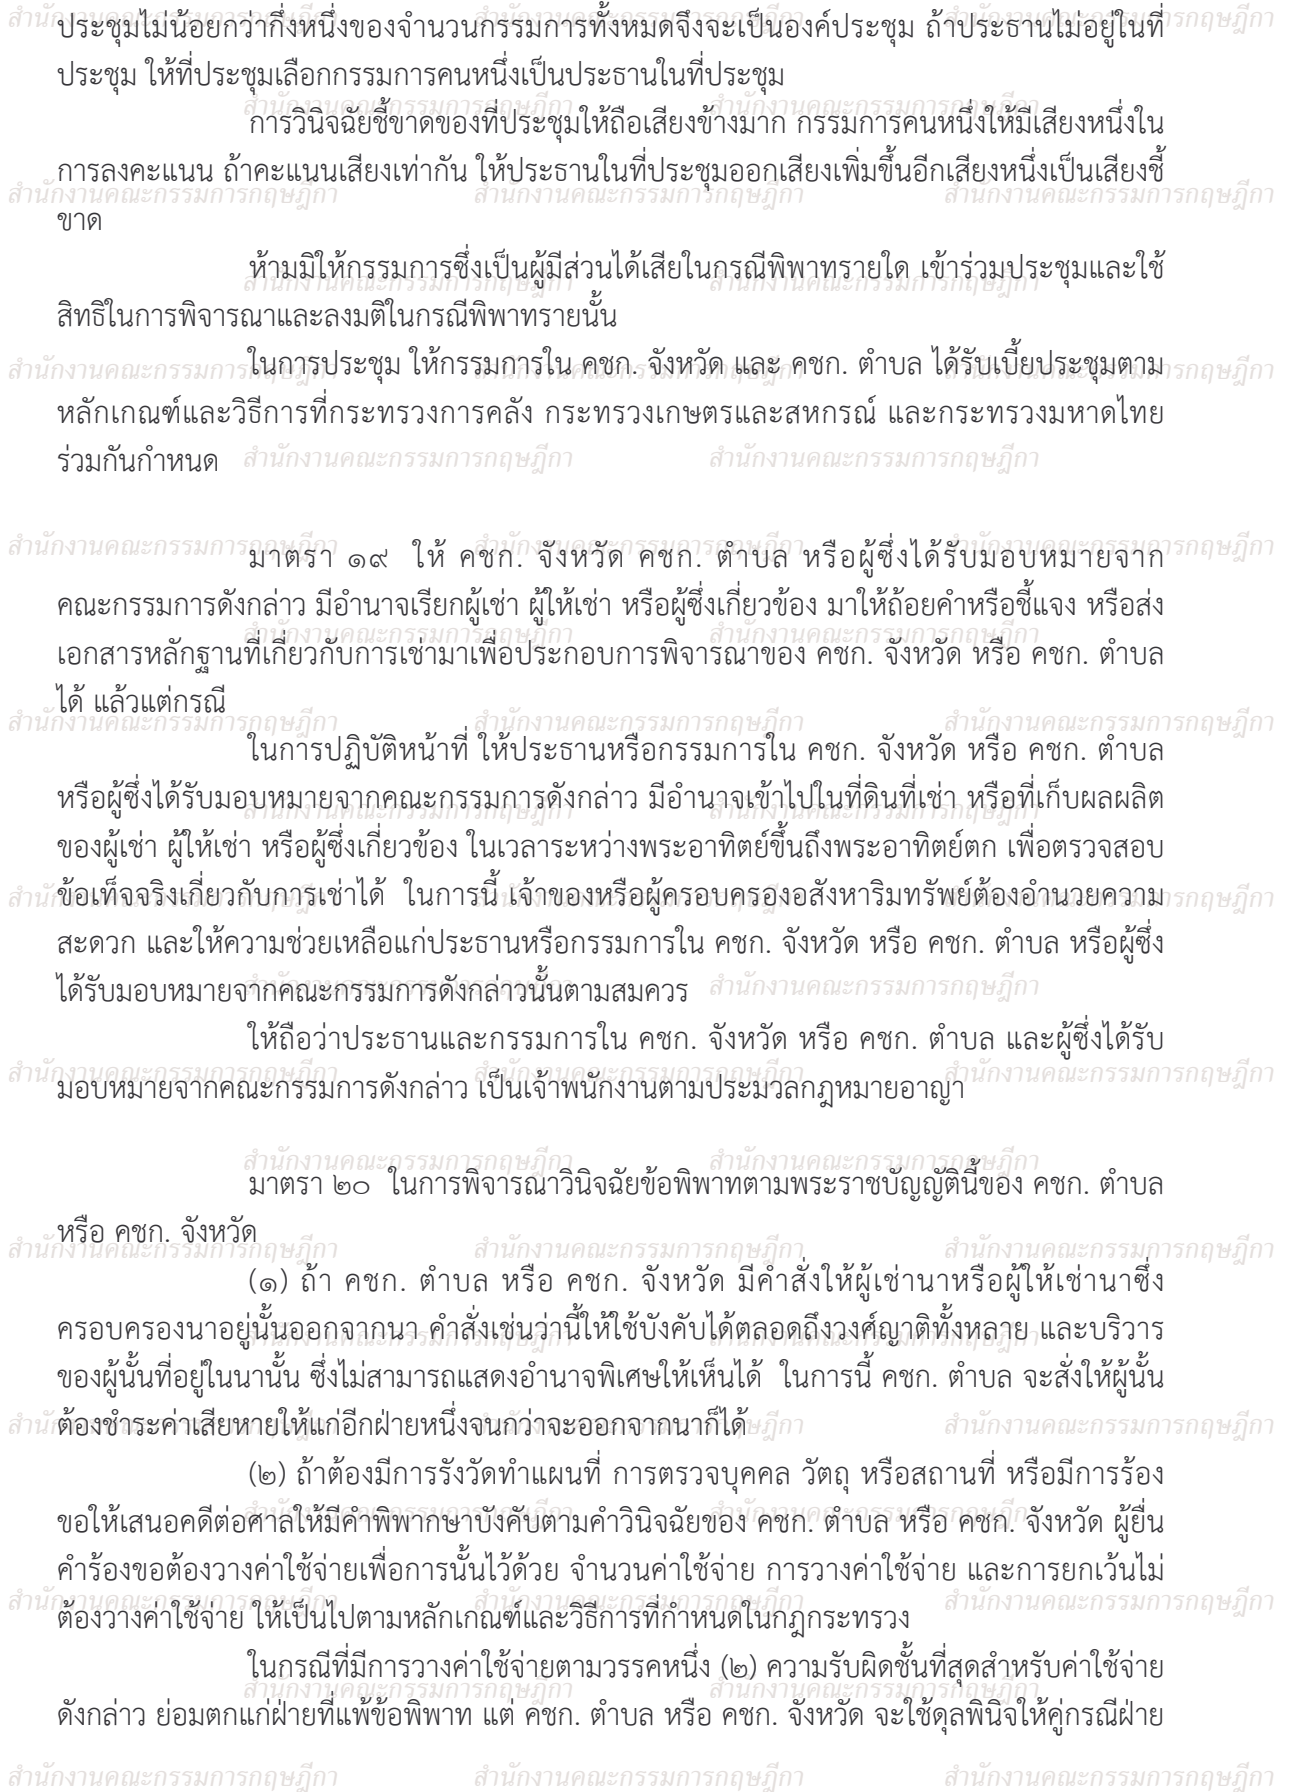 ประชุมไม่น้อยกว่ากึ่งหนึ่งของจำนวนกรรมการทั้งหมดจึงจะเป็นองค์ประชุม ถ้าประธานไม่อยู่ในที่
ประชุม ให้ที่ประชุมเลือกกรรมการคนหนึ่งเป็นประธานในที่ประชุม
การวินิจฉัยชี้ขาดของที่ประชุมให้ถือเสียงข้างมาก กรรมการคนหนึ่งให้มีเสียงหนึ่งใน
การลงคะแนน ถ้าคะแนนเสียงเท่ากัน ให้ประธานในที่ประชุมออกเสียงเพิ่มขึ้นอีกเสียงหนึ่งเป็นเสียงชี้
ขาด
ห้ามมิให้กรรมการซึ่งเป็นผู้มีส่วนได้เสียในกรณีพิพาทรายใด เข้าร่วมประชุมและใช้
สิทธิในการพิจารณาและลงมติในกรณีพิพาทรายนั้น
ในการประชุม ให้กรรมการใน คชก. จังหวัด และ คชก. ตำบล ได้รับเบี้ยประชุมตาม
หลักเกณฑ์และวิธีการที่กระทรวงการคลัง กระทรวงเกษตรและสหกรณ์ และกระทรวงมหาดไทย
ร่วมกันกำหนด
มาตรา ๑๙ ให้ คชก. จังหวัด คชก. ตำบล หรือผู้ซึ่งได้รับมอบหมายจาก
คณะกรรมการดังกล่าว มีอำนาจเรียกผู้เช่า ผู้ให้เช่า หรือผู้ซึ่งเกี่ยวข้อง มาให้ถ้อยคำหรือชี้แจง หรือส่ง
เอกสารหลักฐานที่เกี่ยวกับการเช่ามาเพื่อประกอบการพิจารณาของ คชก. จังหวัด หรือ คชก. ตำบล
ได้ แล้วแต่กรณี
ในการปฏิบัติหน้าที่ ให้ประธานหรือกรรมการใน คชก. จังหวัด หรือ คชก. ตำบล
หรือผู้ซึ่งได้รับมอบหมายจากคณะกรรมการดังกล่าว มีอำนาจเข้าไปในที่ดินที่เช่า หรือที่เก็บผลผลิต
ของผู้เช่า ผู้ให้เช่า หรือผู้ซึ่งเกี่ยวข้อง ในเวลาระหว่างพระอาทิตย์ขึ้นถึงพระอาทิตย์ตก เพื่อตรวจสอบ
ข้อเท็จจริงเกี่ยวกับการเช่าได้ ในการนี้ เจ้าของหรือผู้ครอบครองอสังหาริมทรัพย์ต้องอำนวยความ
สะดวก และให้ความช่วยเหลือแก่ประธานหรือกรรมการใน คชก. จังหวัด หรือ คชก. ตำบล หรือผู้ซึ่ง
ได้รับมอบหมายจากคณะกรรมการดังกล่าวนั้นตามสมควร
ให้ถือว่าประธานและกรรมการใน คชก. จังหวัด หรือ คชก. ตำบล และผู้ซึ่งได้รับ
มอบหมายจากคณะกรรมการดังกล่าว เป็นเจ้าพนักงานตามประมวลกฎหมายอาญา
มาตรา ๒๐ ในการพิจารณาวินิจฉัยข้อพิพาทตามพระราชบัญญัตินี้ของ คชก. ตำบล
หรือ คชก. จังหวัด
(๑) ถ้า คชก. ตำบล หรือ คชก. จังหวัด มีคำสั่งให้ผู้เช่านาหรือผู้ให้เช่านาซึ่ง
ครอบครองนาอยู่นั้นออกจากนา คำสั่งเช่นว่านี้ให้ใช้บังคับได้ตลอดถึงวงศ์ญาติทั้งหลาย และบริวาร
ของผู้นั้นที่อยู่ในนานั้น ซึ่งไม่สามารถแสดงอำนาจพิเศษให้เห็นได้ ในการนี้ คชก. ตำบล จะสั่งให้ผู้นั้น
ต้องชำระค่าเสียหายให้แก่อีกฝ่ายหนึ่งจนกว่าจะออกจากนาก็ได้
(๒) ถ้าต้องมีการรังวัดทำแผนที่ การตรวจบุคคล วัตถุ หรือสถานที่ หรือมีการร้อง
ขอให้เสนอคดีต่อศาลให้มีคำพิพากษาบังคับตามคำวินิจฉัยของ คชก. ตำบล หรือ คชก. จังหวัด ผู้ยื่น
คำร้องขอต้องวางค่าใช้จ่ายเพื่อการนั้นไว้ด้วย จำนวนค่าใช้จ่าย การวางค่าใช้จ่าย และการยกเว้นไม่
ต้องวางค่าใช้จ่าย ให้เป็นไปตามหลักเกณฑ์และวิธีการที่กำหนดในกฎกระทรวง
ในกรณีที่มีการวางค่าใช้จ่ายตามวรรคหนึ่ง (๒) ความรับผิดชั้นที่สุดสำหรับค่าใช้จ่าย
ดังกล่าว ย่อมตกแก่ฝ่ายที่แพ้ข้อพิพาท แต่ คชก. ตำบล หรือ คชก. จังหวัด จะใช้ดุลพินิจให้คู่กรณีฝ่าย
สำนักงานคณะกรรมการกฤษฎีกา สำนักงานคณะกรรมการกฤษฎีกา สำนักงานคณะกรรมการกฤษฎีกา